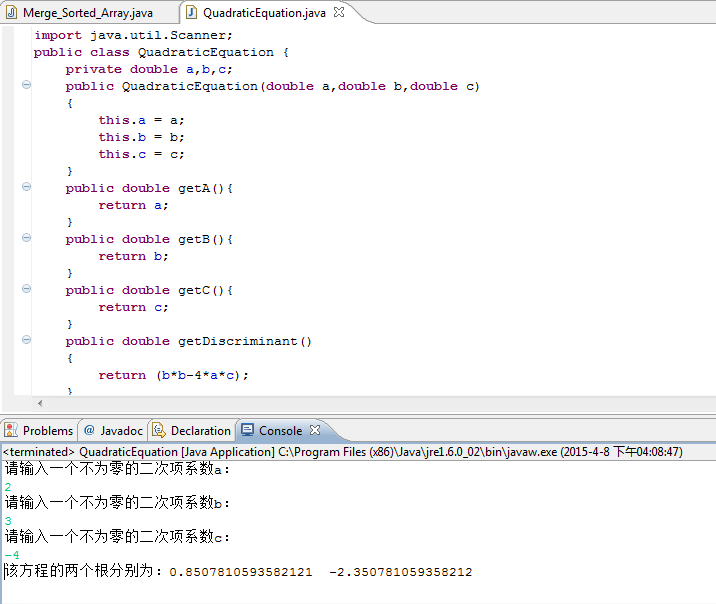 Merge_Sorted_Array.java QuadraticEquation.java
import java.util.Scanner;
public class QuadraticEquation {
private double a,b,c;
public QuadraticEquation(double a,double b,double c)
{
this.a = a;
this.b = b;
this.c = c;
}
public double getA(){
return a;
}
public double getB(){
return b;
}
public double getC(){
return c;
}
public double getDiscriminant()
{
return (b*b-4*a*c);
}
Problems @ Javadoc Declaration Console
<terminated> QuadraticEquation [Java Application] C:\Program Files (x86)\Java\jre1.6.0_02\bin\javaw.exe (2015-4-8 下午04:08:47)
请输入一个不为零的二次项系数a:
2
请输入一个不为零的二次项系数b:
3
请输入一个不为零的二次项系数c:
-4
该方程的两个根分别为：0.8507810593582121 -2.350781059358212